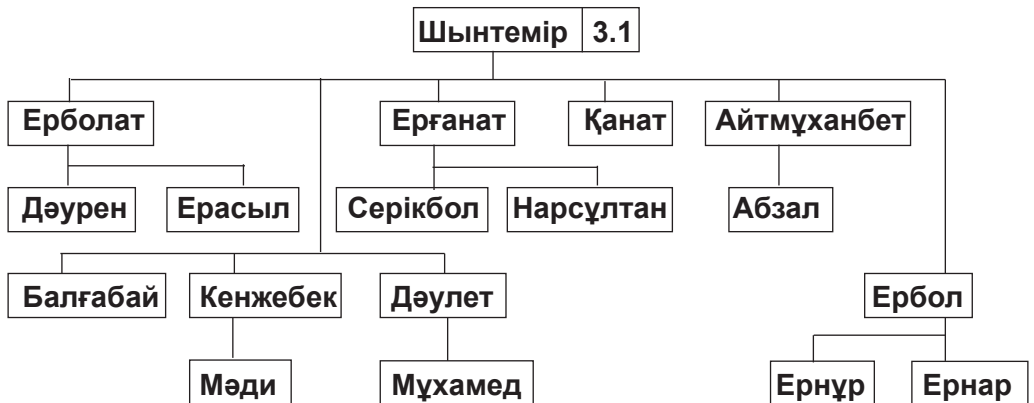 Шынтемір 3.1
Ерболат Ерғанат Қанат Айтмұханбет
Дәурен Ерасыл Серікбол Нарсұлтан Абзал
Балғабай Кенжебек Дәулет Ербол
Мәди Мұхамед Ернұр Ернар